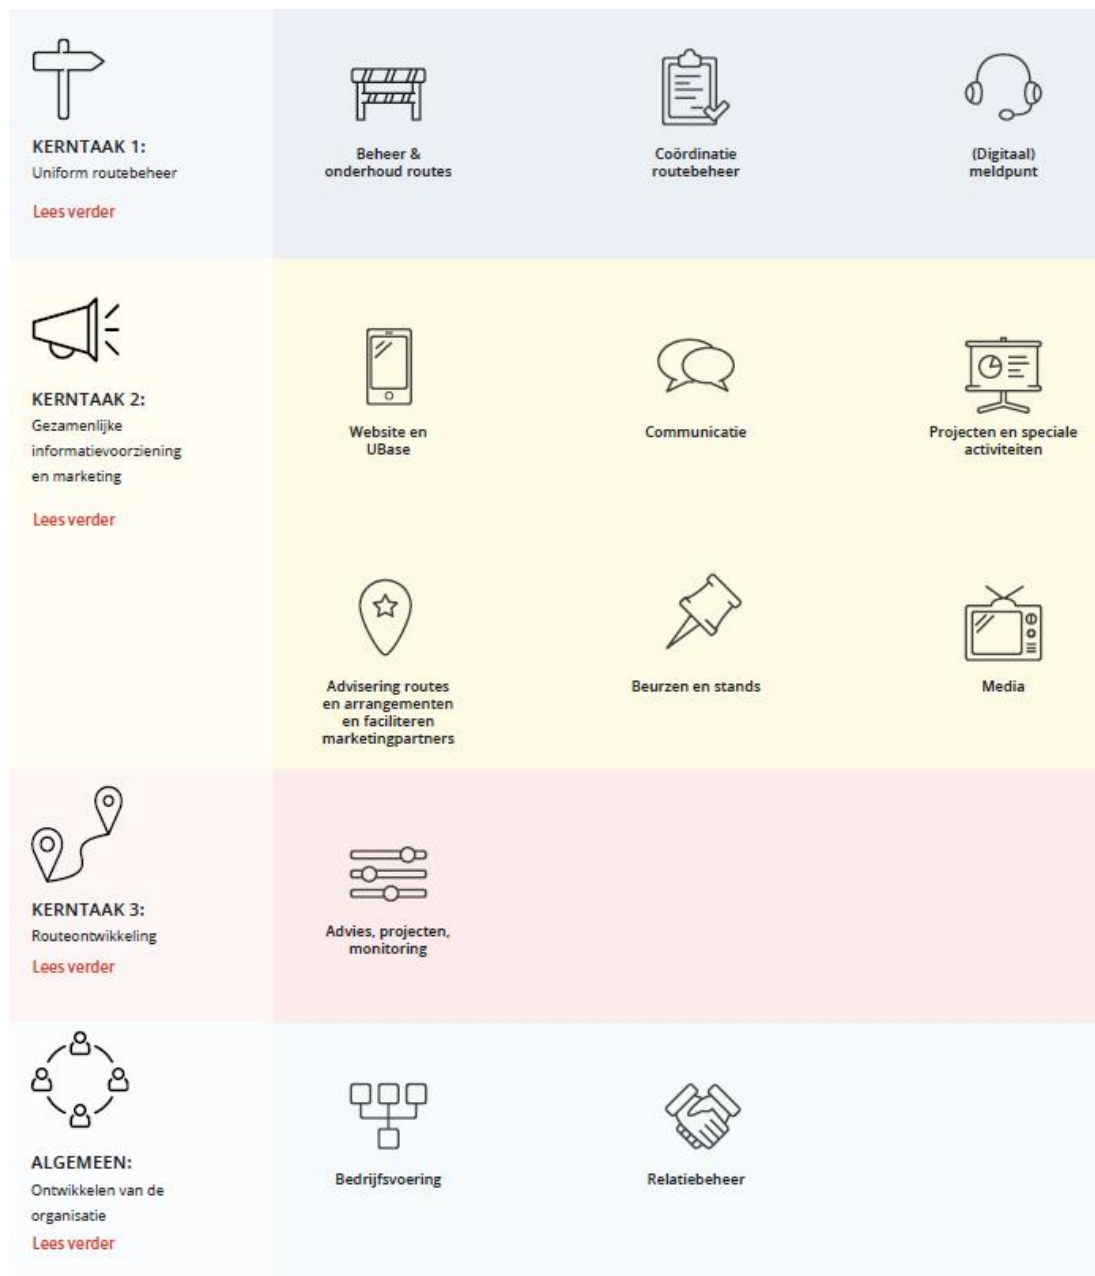 KERNTAAK 1:
Uniform routebeheer
Lees verder
Beheer &
onderhoud routes
Coördinatie
routebeheer
(Digitaal)
meldpunt
KERNTAAK 2:
Gezamenlijke
informatievoorziening
en marketing
Lees verder
Website en
UBase
Communicatie
Projecten en speciale
activiteiten
Advisering routes
en arrangementen
en faciliteren
marketingpartners
Beurzen en stands
Media
KERNTAAK 3:
Routeontwikkeling
Lees verder
Advies, projecten,
monitoring
ALGEMEEN:
Ontwikkelen van de
organisatie
Lees verder
Bedrijfsvoering
Relatiebeheer